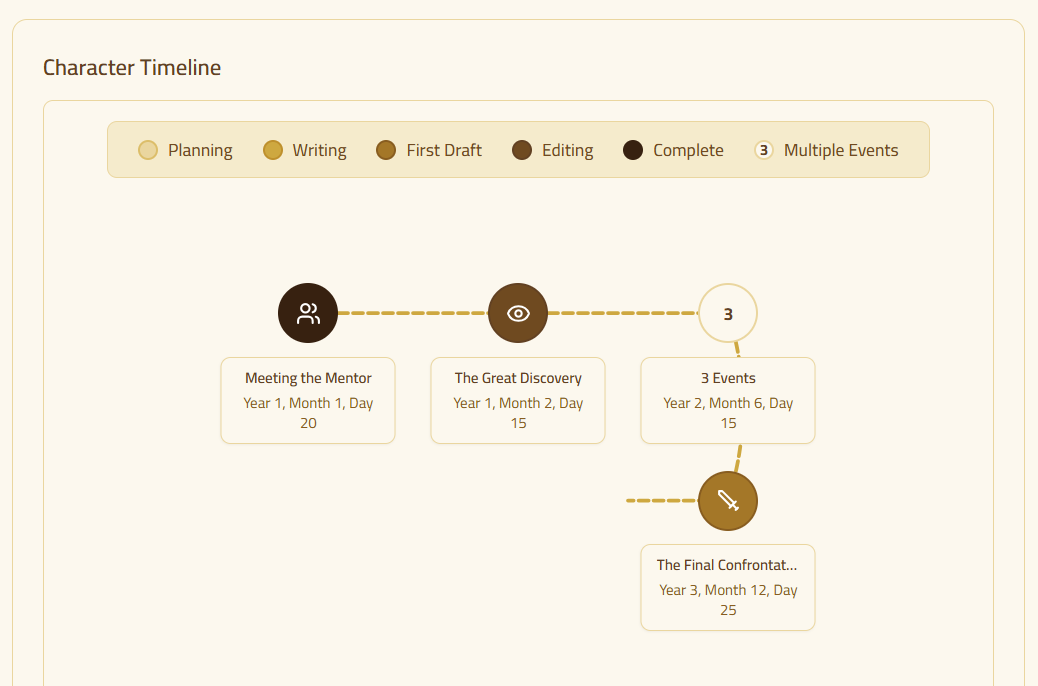 Character Timeline
Planning
Writing
First Draft
Editing
Complete
3 Multiple Events
3
Meeting the Mentor
Year 1, Month 1, Day
20
The Great Discovery
Year 1, Month 2, Day
15
3 Events
Year 2, Month 6, Day
15
The Final Confrontat...
Year 3, Month 12, Day
25